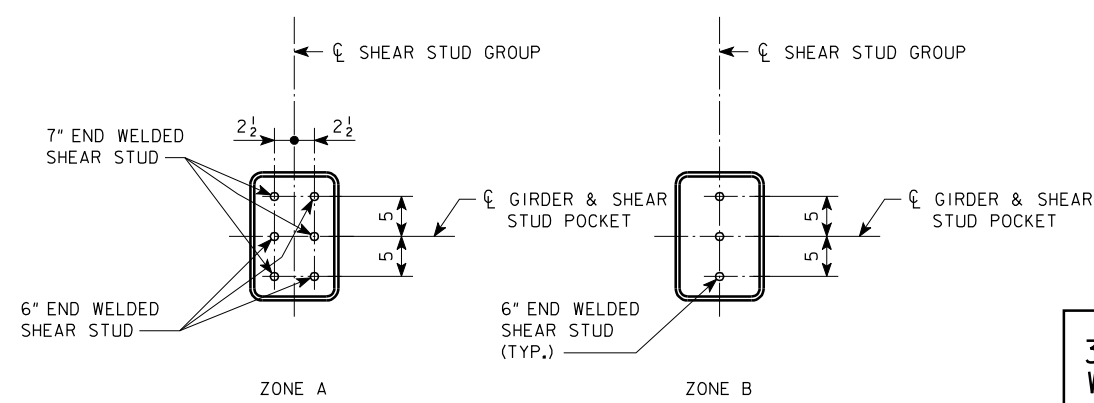 ℄ SHEAR STUD GROUP
2½ 2½
7" END WELDED
SHEAR STUD
5
℄ GIRDER & SHEAR
STUD POCKET
5
6" END WELDED
SHEAR STUD
ZONE A
℄ SHEAR STUD GROUP
5
℄ GIRDER & SHEAR
STUD POCKET
5
6" END WELDED
SHEAR STUD
(TYP.)
ZONE B